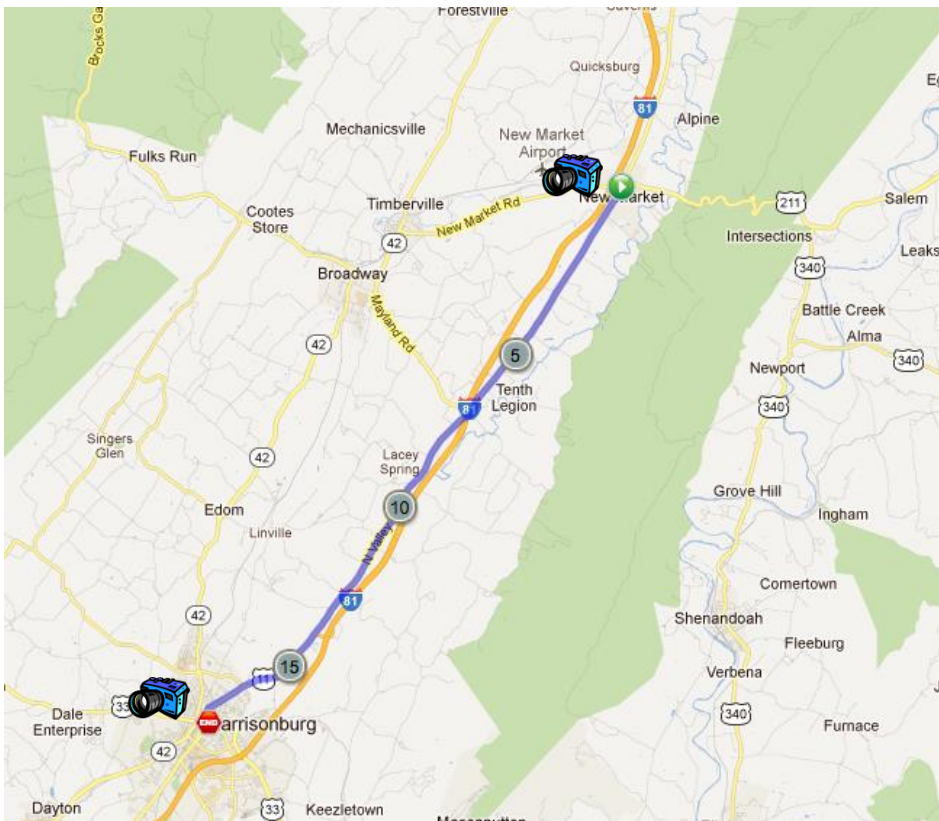 Forestville
Brocks Ga
Quicksburg
81
Mechanicsville
New Market
Airport
Alpine
Fulks Run
New Market
Timberville
New Market Rd
211
Salem
Cootes
Store
42
Intersections
Leaks
340
Broadway
Mayland Rd
Battle Creek
42
5
Alma
340
Newport
Tenth
Legion
81
340
Singers
Glen
Lacey
Spring
42
Grove Hill
10
Edom
Linville
Ingham
N Valley
Comertown
81
42
Shenandoah
Fleeburg
15
11
Verbena
33
Dale
Enterprise
END
arrisonburg
340
Furnace
42
Dayton
33
Keezletown